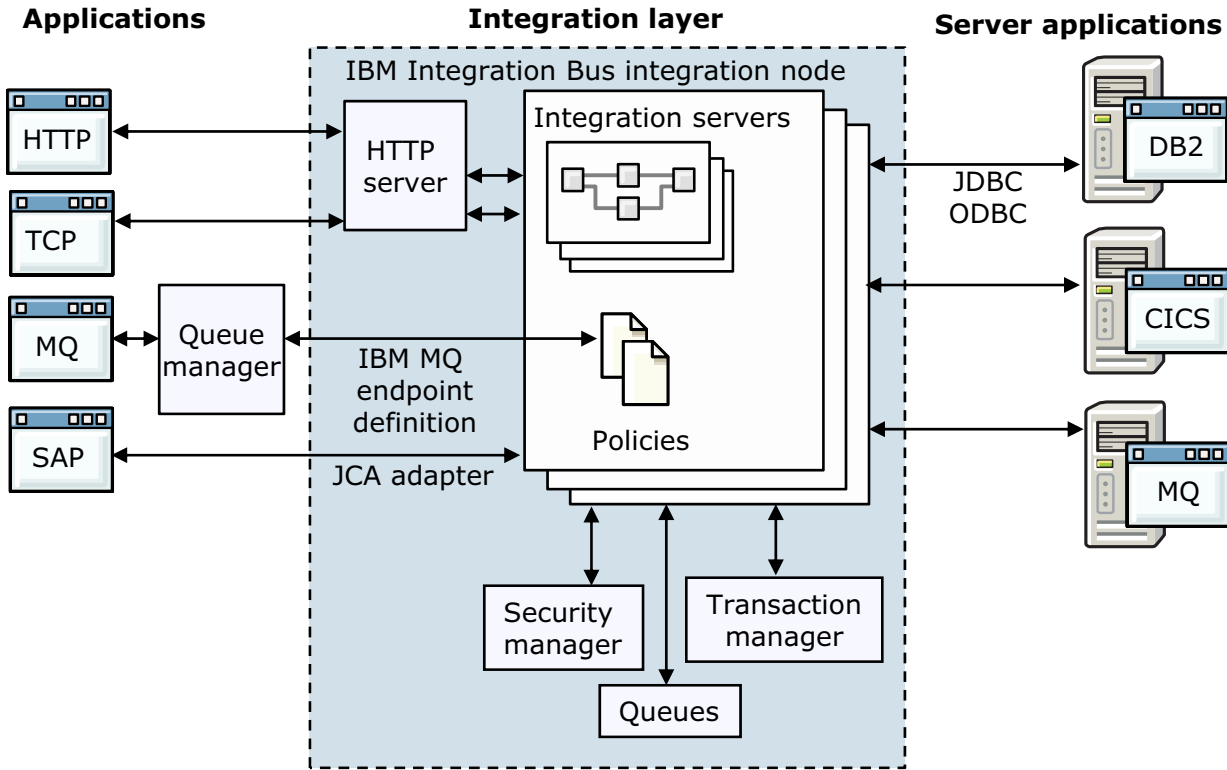 Applications
Integration layer
Server applications
IBM Integration Bus integration node
HTTP
TCP
MQ
SAP
Queue
manager
HTTP
server
Integration servers
IBM MQ
endpoint
definition
Policies
JCA adapter
Security
manager
Transaction
manager
Queues
JDBC
ODBC
DB2
CICS
MQ